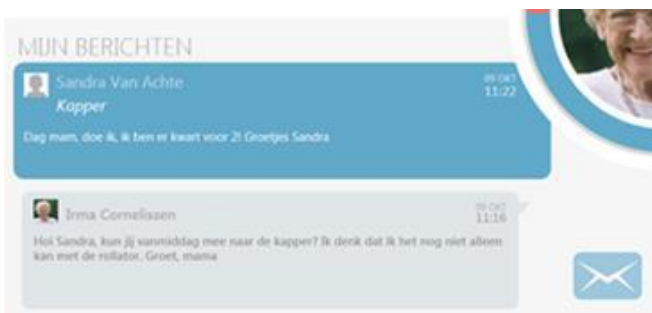 MIJN BERICHTEN
Sandra Van Achte
09 OKT
11:22
Kapper
Dag mam, doe ik, ik ben er kwart voor 2! Groetjes Sandra
Irma Cornelissen
09 OKT
11:16
Hoi Sandra, kun jij vanmiddag mee naar de kapper? Ik denk dat ik het nog niet alleen
kan met de rollator. Groet, mama